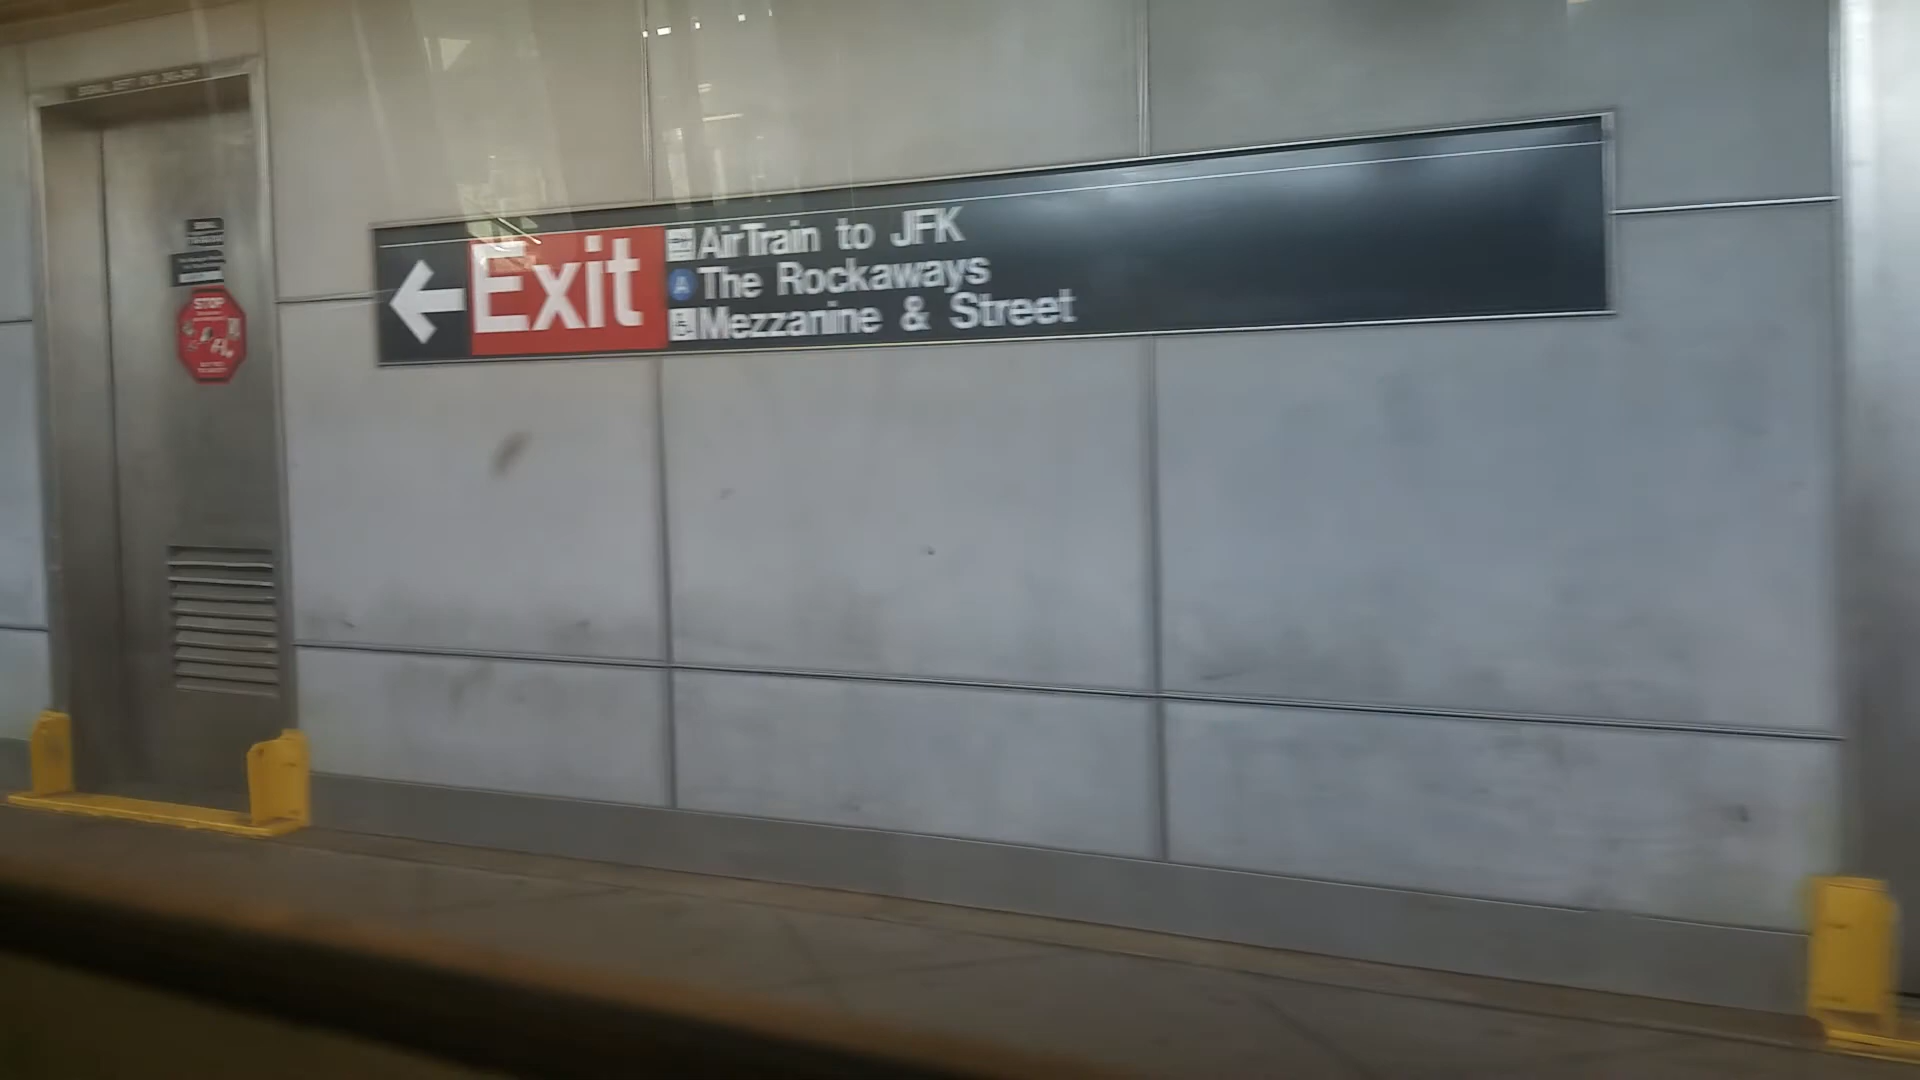 Exit
AirTrain to JFK
A The Rockaways
Mezzanine & Street
STOP